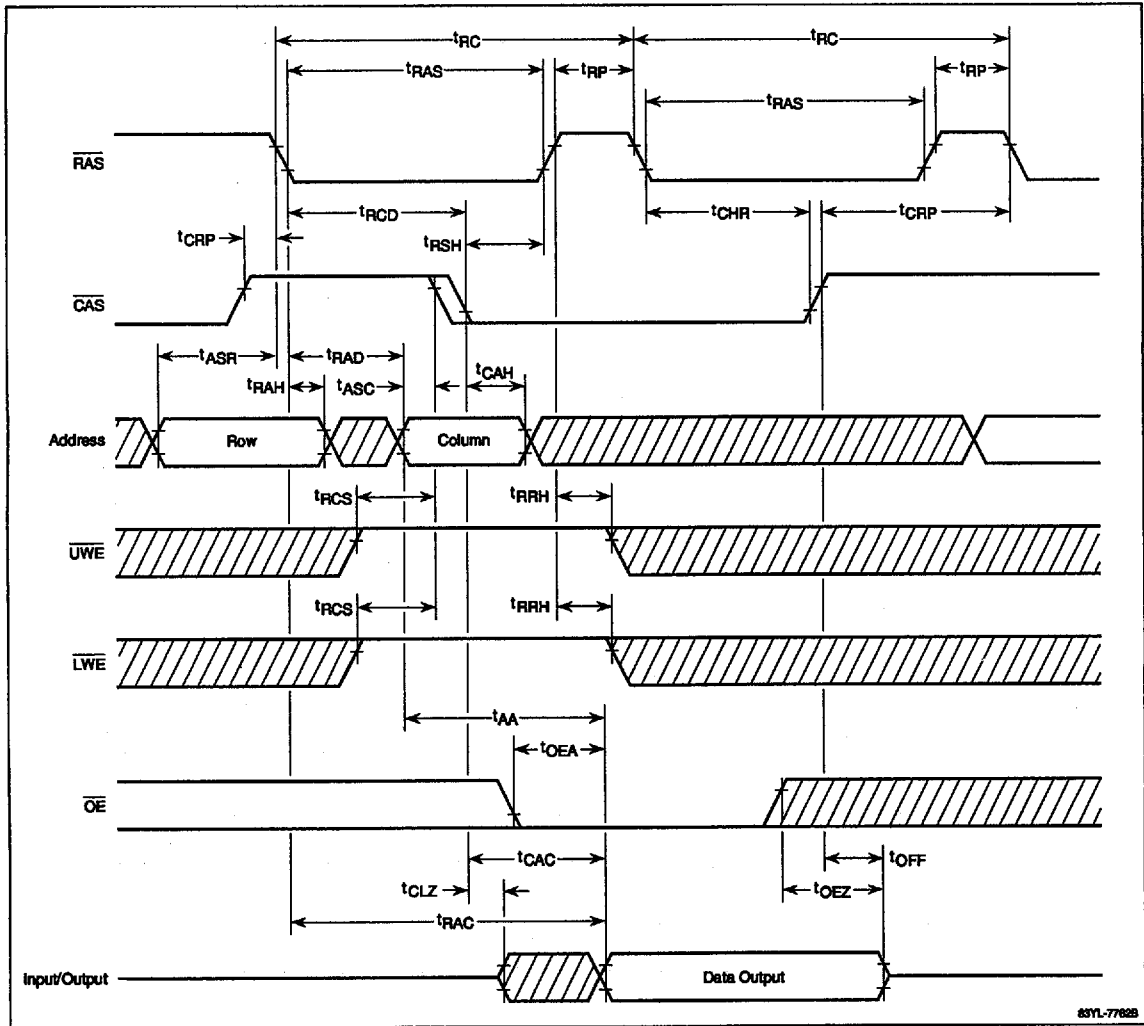 tRC tRC
tRAS tRP tRP
tRAS
RAS
tRCD tCHR tCRP
tCRP tRSH
CAS
tASR tRAD
tRAH tASC tCAH
Address Row Column
tRCS tRRH
UWE
tRCS tRRH
LWE
tAA
tOEA
OE
tCAC tOFF
tCLZ tOEZ
tRAC
Input/Output Data Output
83YL-7762B